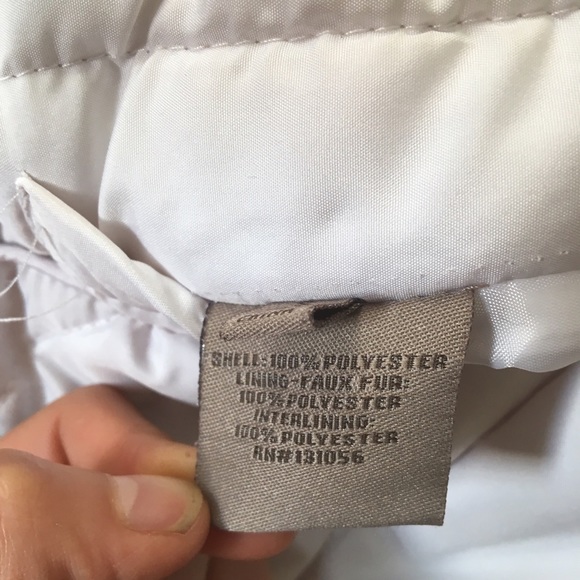 SHELL:100%POLYESTER
LINING-FAUX FUR:
100%POLYESTER
INTERLINING:
100%POLYESTER
RN#131056